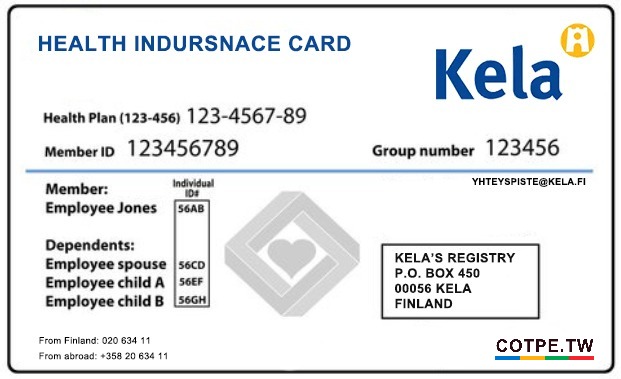 HEALTH INDURSNACE CARD
Kela
Health Plan (123-456) 123-4567-89
Member ID 123456789
Group number 123456
YHTEYSPISTE@KELA.FI
Individual
ID#
Member:
Employee Jones 56AB
Dependents:
Employee spouse 56CD
Employee child A 56EF
Employee child B 56GH
KELA'S REGISTRY
P.O. BOX 450
00056 KELA
FINLAND
From Finland: 020 634 11
From abroad: +358 20 634 11
COTPE.TW